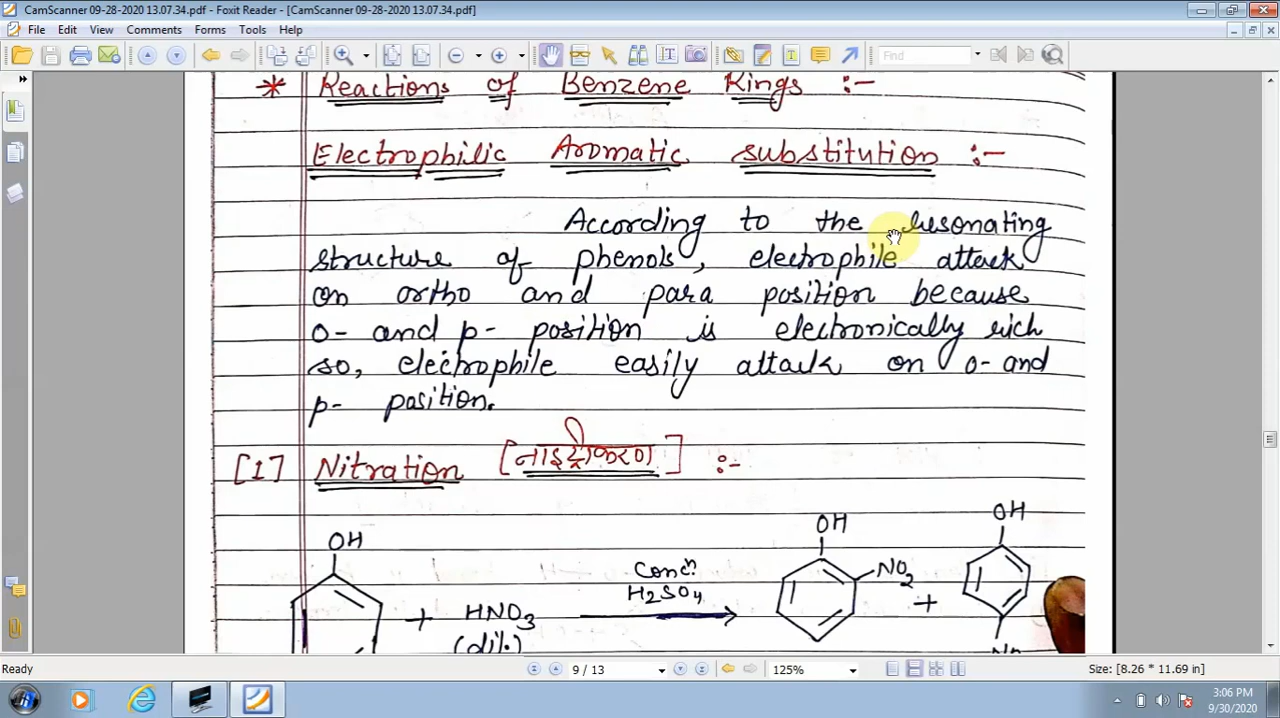 CamScanner 09-28-2020 13.07.34.pdf - Foxit Reader - [CamScanner 09-28-2020 13.07.34.pdf]
File Edit View Comments Forms Tools Help
Find
* Reactions of Benzene Rings :-
Electrophilic Aromatic substitution :-
According to the resonating
structure of phenols, electrophile attack
on ortho and para position because
o- and p- position is electronically rich
so, electrophile easily attack on o- and
p- position.
[1] Nitration [नाइट्रीकरण] :-
OH OH OH
+ HNO3 Conc. H2SO4 NO2 +
(dil.)
Ready 9 / 13 125% Size: [8.26 * 11.69 in]
3:06 PM
9/30/2020